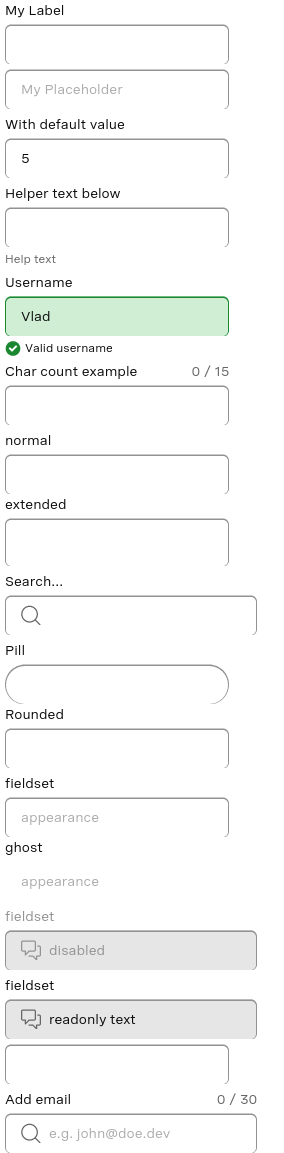 My Label
My Placeholder
With default value
5
Helper text below
Help text
Username
Vlad
Valid username
Char count example 0 / 15
normal
extended
Search...
Pill
Rounded
fieldset
appearance
ghost
appearance
fieldset
disabled
fieldset
readonly text
Add email 0 / 30
e.g. john@doe.dev